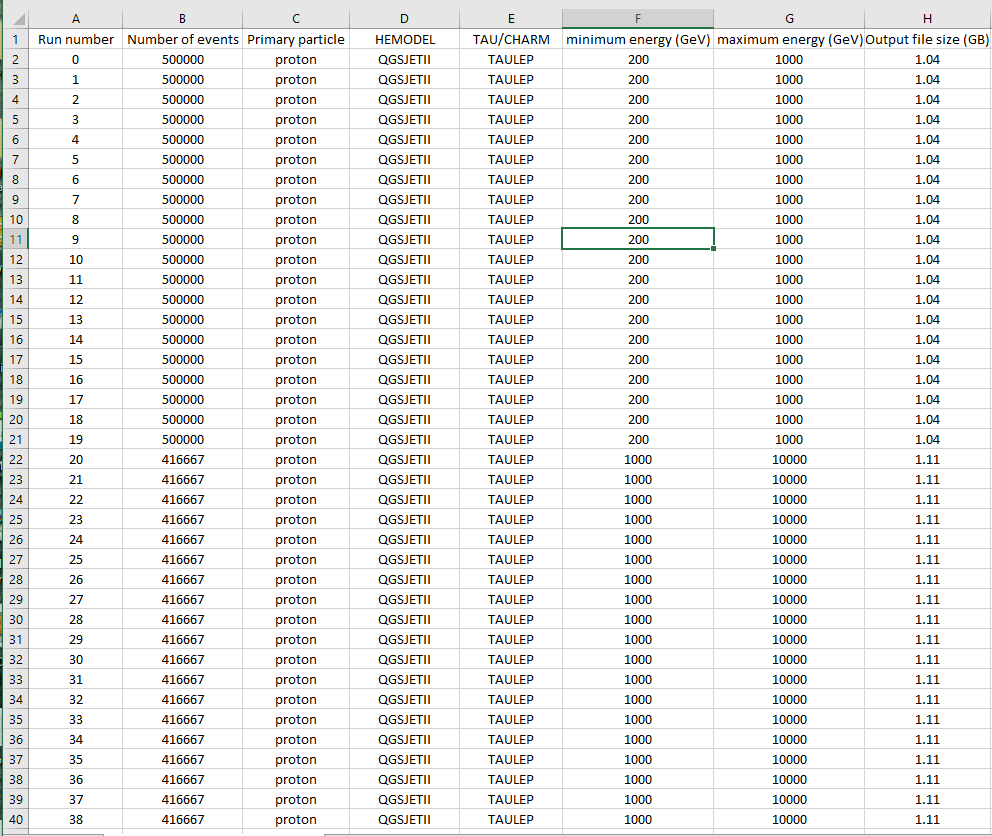 A B C D E F G H
1 Run number Number of events Primary particle HEMODEL TAU/CHARM minimum energy (GeV) maximum energy (GeV) Output file size (GB)
2 0 500000 proton QGSJETII TAULEP 200 1000 1.04
3 1 500000 proton QGSJETII TAULEP 200 1000 1.04
4 2 500000 proton QGSJETII TAULEP 200 1000 1.04
5 3 500000 proton QGSJETII TAULEP 200 1000 1.04
6 4 500000 proton QGSJETII TAULEP 200 1000 1.04
7 5 500000 proton QGSJETII TAULEP 200 1000 1.04
8 6 500000 proton QGSJETII TAULEP 200 1000 1.04
9 7 500000 proton QGSJETII TAULEP 200 1000 1.04
10 8 500000 proton QGSJETII TAULEP 200 1000 1.04
11 9 500000 proton QGSJETII TAULEP 200 1000 1.04
12 10 500000 proton QGSJETII TAULEP 200 1000 1.04
13 11 500000 proton QGSJETII TAULEP 200 1000 1.04
14 12 500000 proton QGSJETII TAULEP 200 1000 1.04
15 13 500000 proton QGSJETII TAULEP 200 1000 1.04
16 14 500000 proton QGSJETII TAULEP 200 1000 1.04
17 15 500000 proton QGSJETII TAULEP 200 1000 1.04
18 16 500000 proton QGSJETII TAULEP 200 1000 1.04
19 17 500000 proton QGSJETII TAULEP 200 1000 1.04
20 18 500000 proton QGSJETII TAULEP 200 1000 1.04
21 19 500000 proton QGSJETII TAULEP 200 1000 1.04
22 20 416667 proton QGSJETII TAULEP 1000 10000 1.11
23 21 416667 proton QGSJETII TAULEP 1000 10000 1.11
24 22 416667 proton QGSJETII TAULEP 1000 10000 1.11
25 23 416667 proton QGSJETII TAULEP 1000 10000 1.11
26 24 416667 proton QGSJETII TAULEP 1000 10000 1.11
27 25 416667 proton QGSJETII TAULEP 1000 10000 1.11
28 26 416667 proton QGSJETII TAULEP 1000 10000 1.11
29 27 416667 proton QGSJETII TAULEP 1000 10000 1.11
30 28 416667 proton QGSJETII TAULEP 1000 10000 1.11
31 29 416667 proton QGSJETII TAULEP 1000 10000 1.11
32 30 416667 proton QGSJETII TAULEP 1000 10000 1.11
33 31 416667 proton QGSJETII TAULEP 1000 10000 1.11
34 32 416667 proton QGSJETII TAULEP 1000 10000 1.11
35 33 416667 proton QGSJETII TAULEP 1000 10000 1.11
36 34 416667 proton QGSJETII TAULEP 1000 10000 1.11
37 35 416667 proton QGSJETII TAULEP 1000 10000 1.11
38 36 416667 proton QGSJETII TAULEP 1000 10000 1.11
39 37 416667 proton QGSJETII TAULEP 1000 10000 1.11
40 38 416667 proton QGSJETII TAULEP 1000 10000 1.11